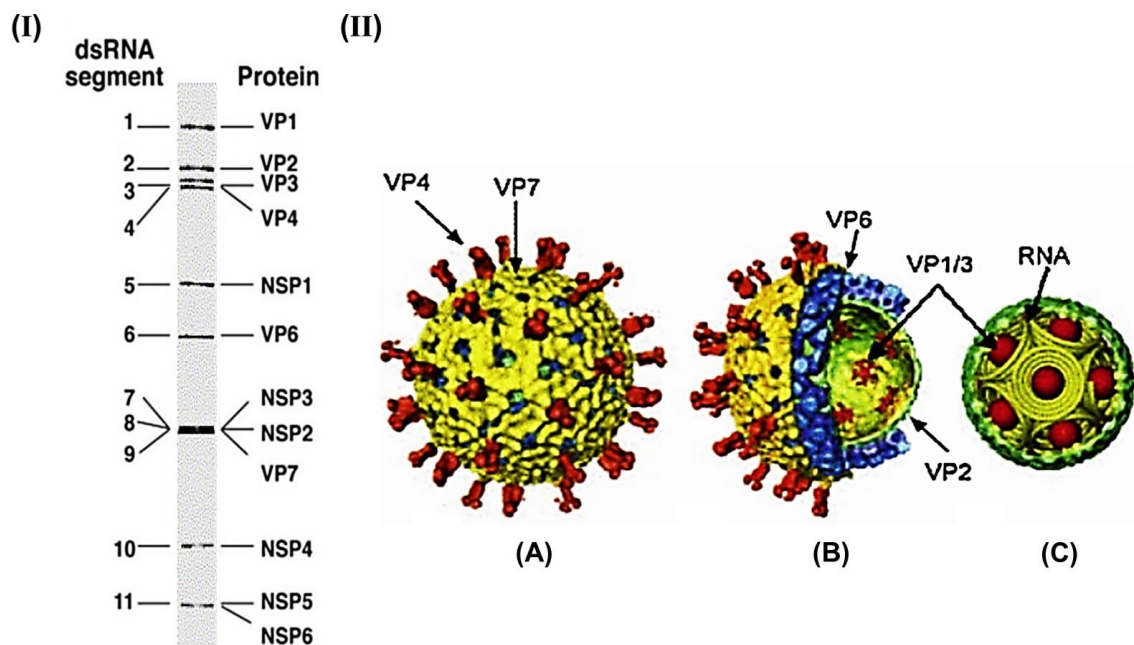 (I)
dsRNA
segment
Protein
1
VP1
2
VP2
3
VP3
4
VP4
5
NSP1
6
VP6
7
NSP3
8
NSP2
9
VP7
10
NSP4
11
NSP5
NSP6
(II)
VP4
VP7
VP6
VP1/3
RNA
VP2
(A)
(B)
(C)